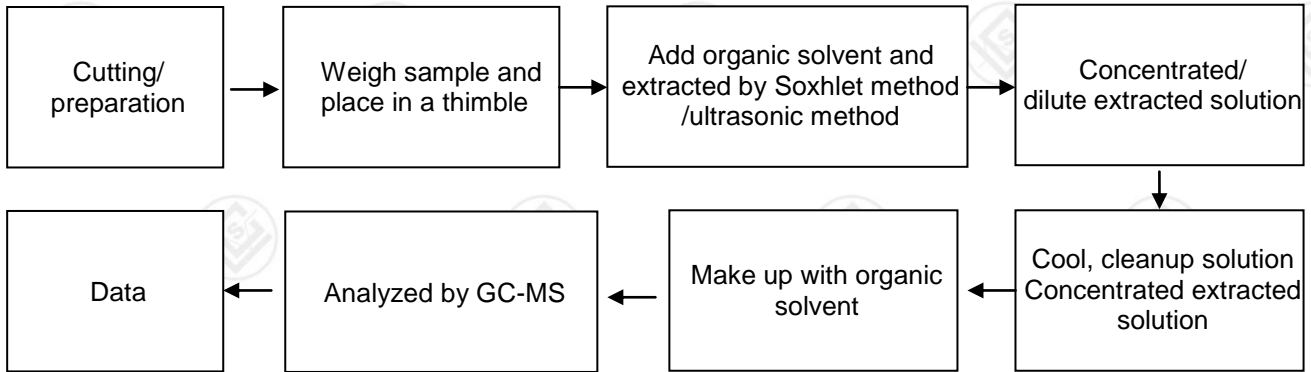 Cutting/
preparation
Weigh sample and
place in a thimble
Add organic solvent and
extracted by Soxhlet method
/ultrasonic method
Concentrated/
dilute extracted solution
Cool, cleanup solution
Concentrated extracted
solution
Make up with organic
solvent
Analyzed by GC-MS
Data